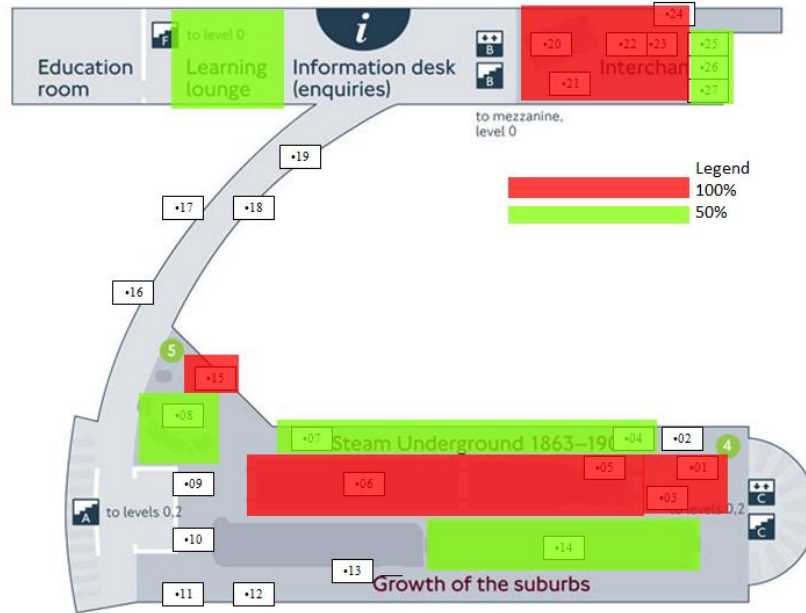 •24
F
to level 0
i
•20
•22
•23
•25
Education
room
Learning
lounge
Information desk
(enquiries)
B
B
•21
Interchan
•26
•27
to mezzanine,
level 0
•19
Legend
100%
50%
•17
•18
•16
5
•15
•08
•07
Steam Underground 1863–190
•04
•02
4
•09
•06
•05
•01
•03
A
to levels 0,2
to levels 0,2
C
C
•10
•14
•13
Growth of the suburbs
•11
•12